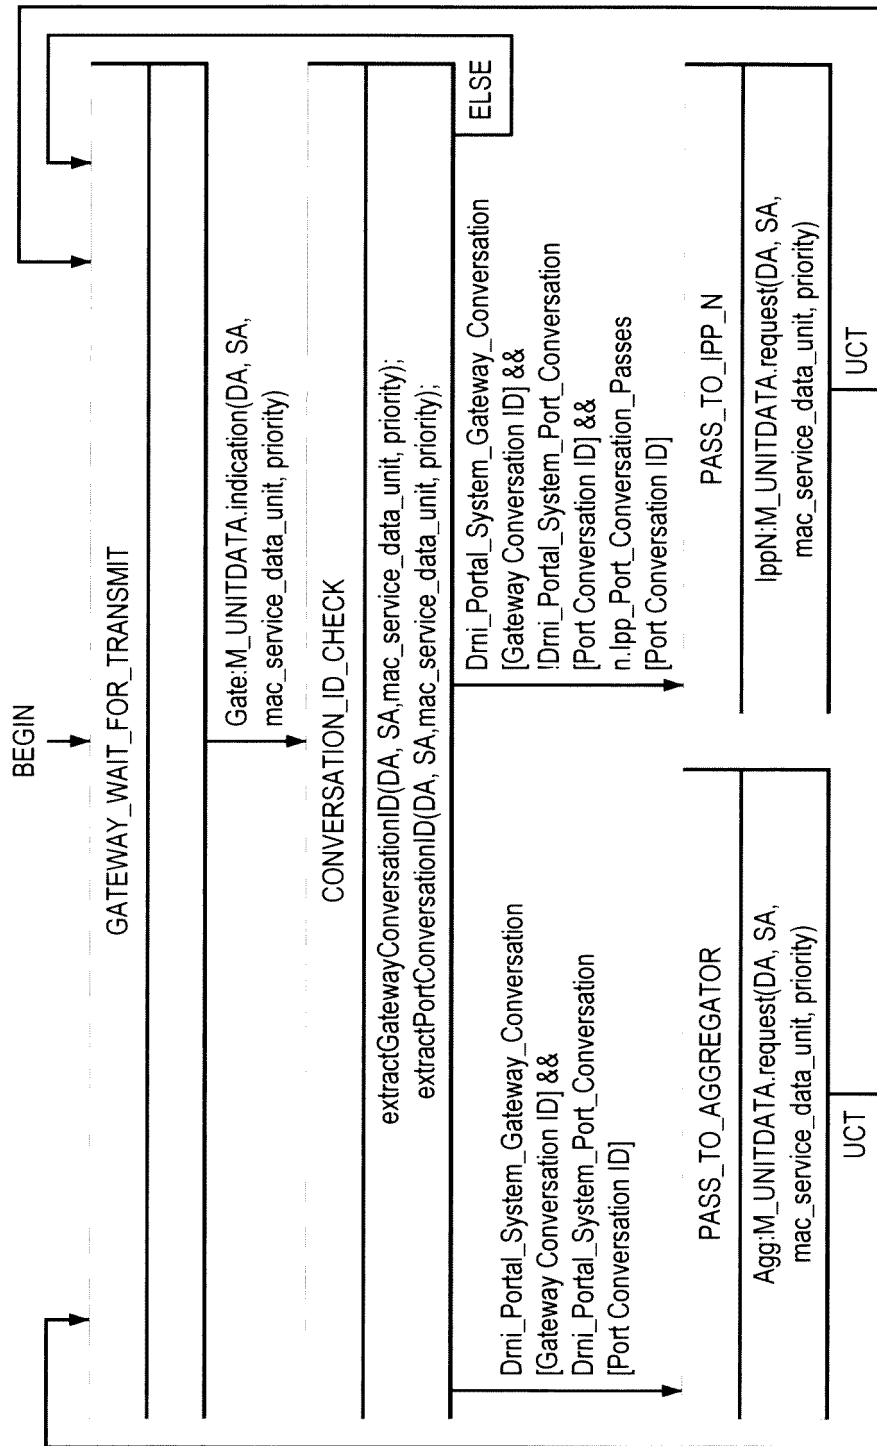 BEGIN
GATEWAY_WAIT_FOR_TRANSMIT
Gate:M_UNITDATA.indication(DA, SA,
mac_service_data_unit, priority)
CONVERSATION_ID_CHECK
extractGatewayConversationID(DA, SA,mac_service_data_unit, priority);
extractPortConversationID(DA, SA,mac_service_data_unit, priority);
Drni_Portal_System_Gateway_Conversation
[Gateway Conversation ID] &&
Drni_Portal_System_Port_Conversation
[Port Conversation ID]
Drni_Portal_System_Gateway_Conversation
[Gateway Conversation ID] &&
!Drni_Portal_System_Port_Conversation
[Port Conversation ID] &&
n.Ipp_Port_Conversation_Passes
[Port Conversation ID]
ELSE
PASS_TO_AGGREGATOR
Agg:M_UNITDATA.request(DA, SA,
mac_service_data_unit, priority)
UCT
PASS_TO_IPP_N
IppN:M_UNITDATA.request(DA, SA,
mac_service_data_unit, priority)
UCT